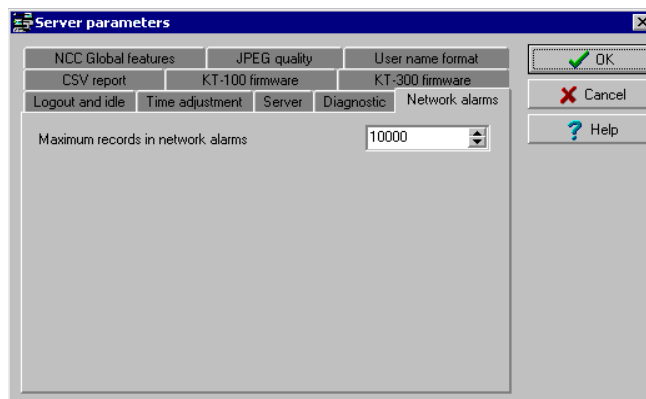 Server parameters
NCC Global features JPEG quality User name format
CSV report KT-100 firmware KT-300 firmware
Logout and idle Time adjustment Server Diagnostic Network alarms
Maximum records in network alarms 10000
OK
Cancel
Help